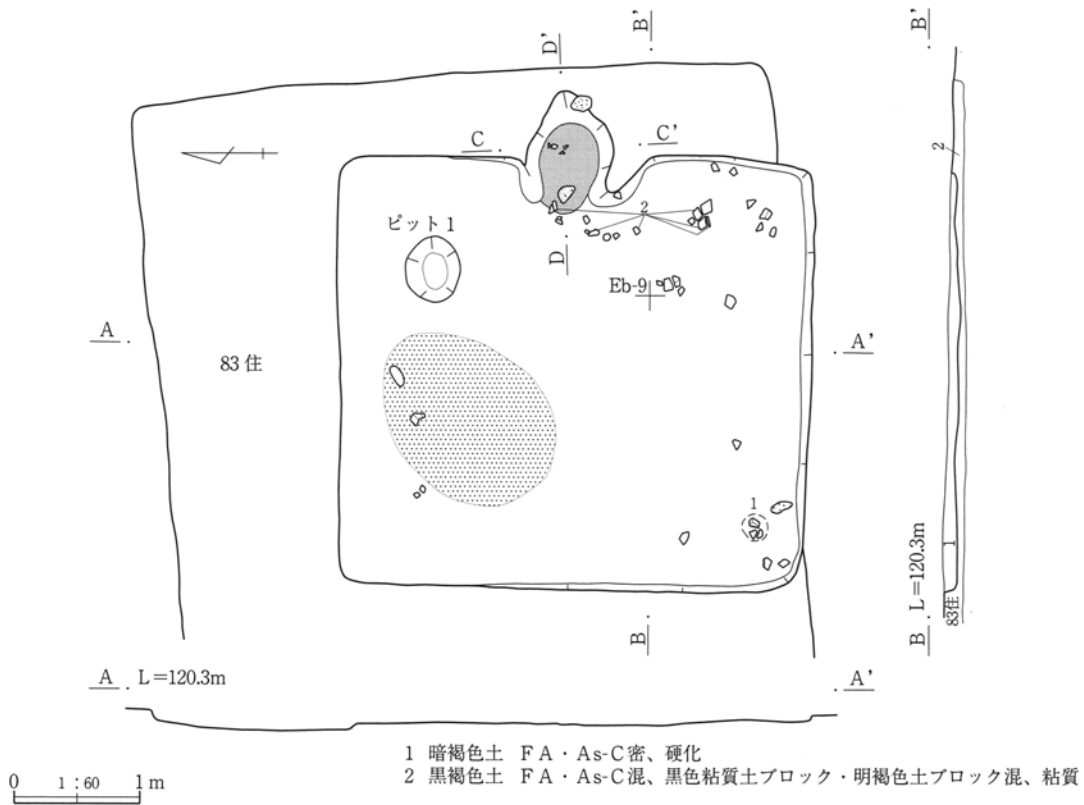 B'
B'
D'
C
C'
2
2
ピット1
D
Eb-9
A
A'
83住
1
1
L=120.3m
83住
B
B
A L=120.3m
A'
1 暗褐色土 FA・As-C密、硬化
2 黒褐色土 FA・As-C混、黒色粘質土ブロック・明褐色土ブロック混、粘質
0 1:60 1m